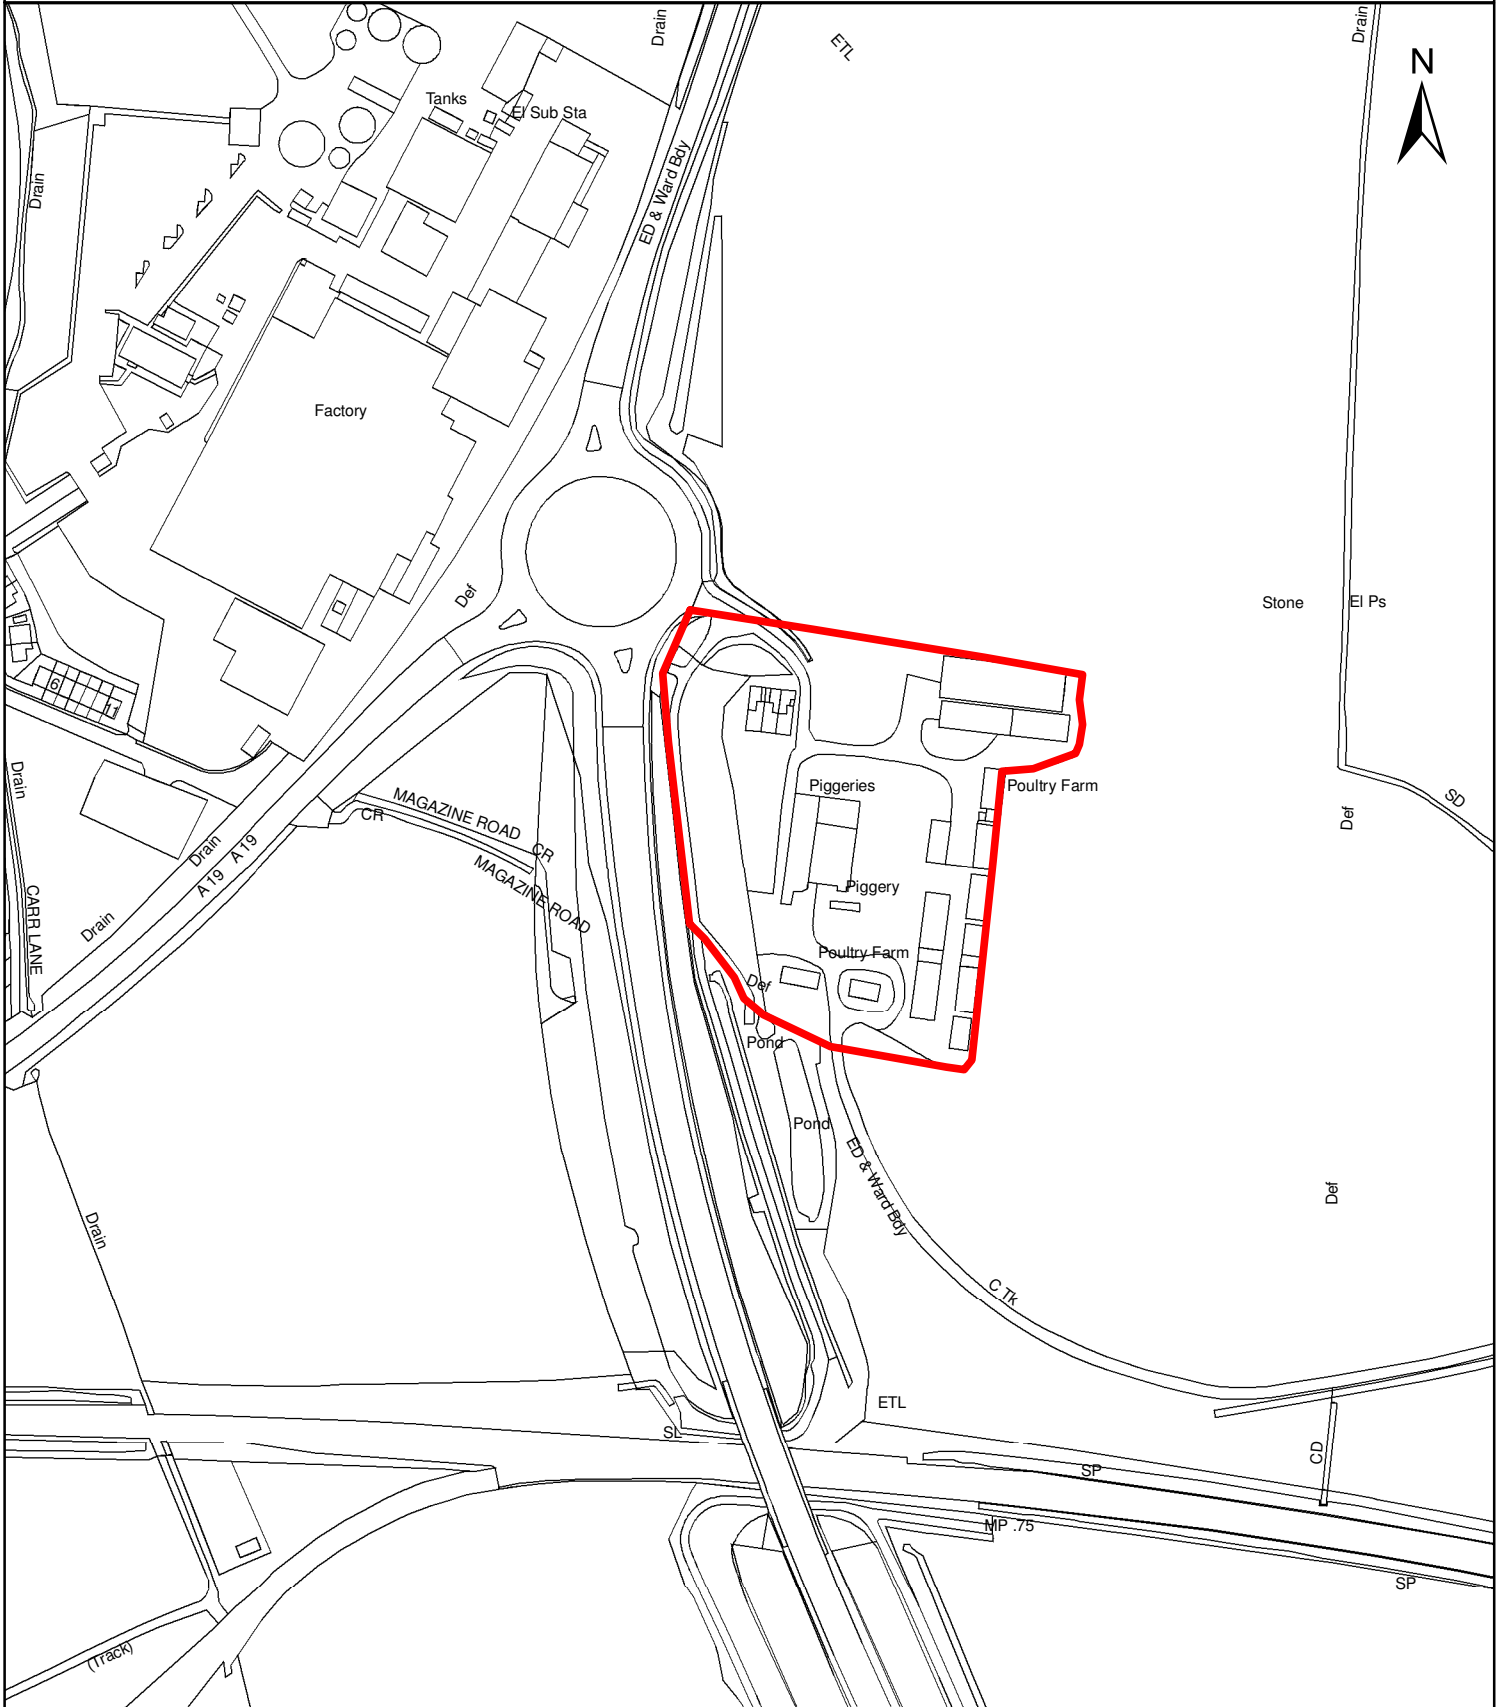 Drain
ETL
Drain
N
Tanks
El Sub Sta
Drain
ED & Ward Bdy
Factory
Def
Stone
El Ps
6
11
Drain
Piggeries
Poultry Farm
SD
MAGAZINE ROAD
CR
Def
Drain
A 19
CR
A 19
MAGAZINE ROAD
Piggery
CARR LANE
Drain
Poultry Farm
Def
Pond
Pond
ED & Ward Bdy
Def
Drain
C Tk
ETL
SL
CD
SP
MP .75
SP
(Track)